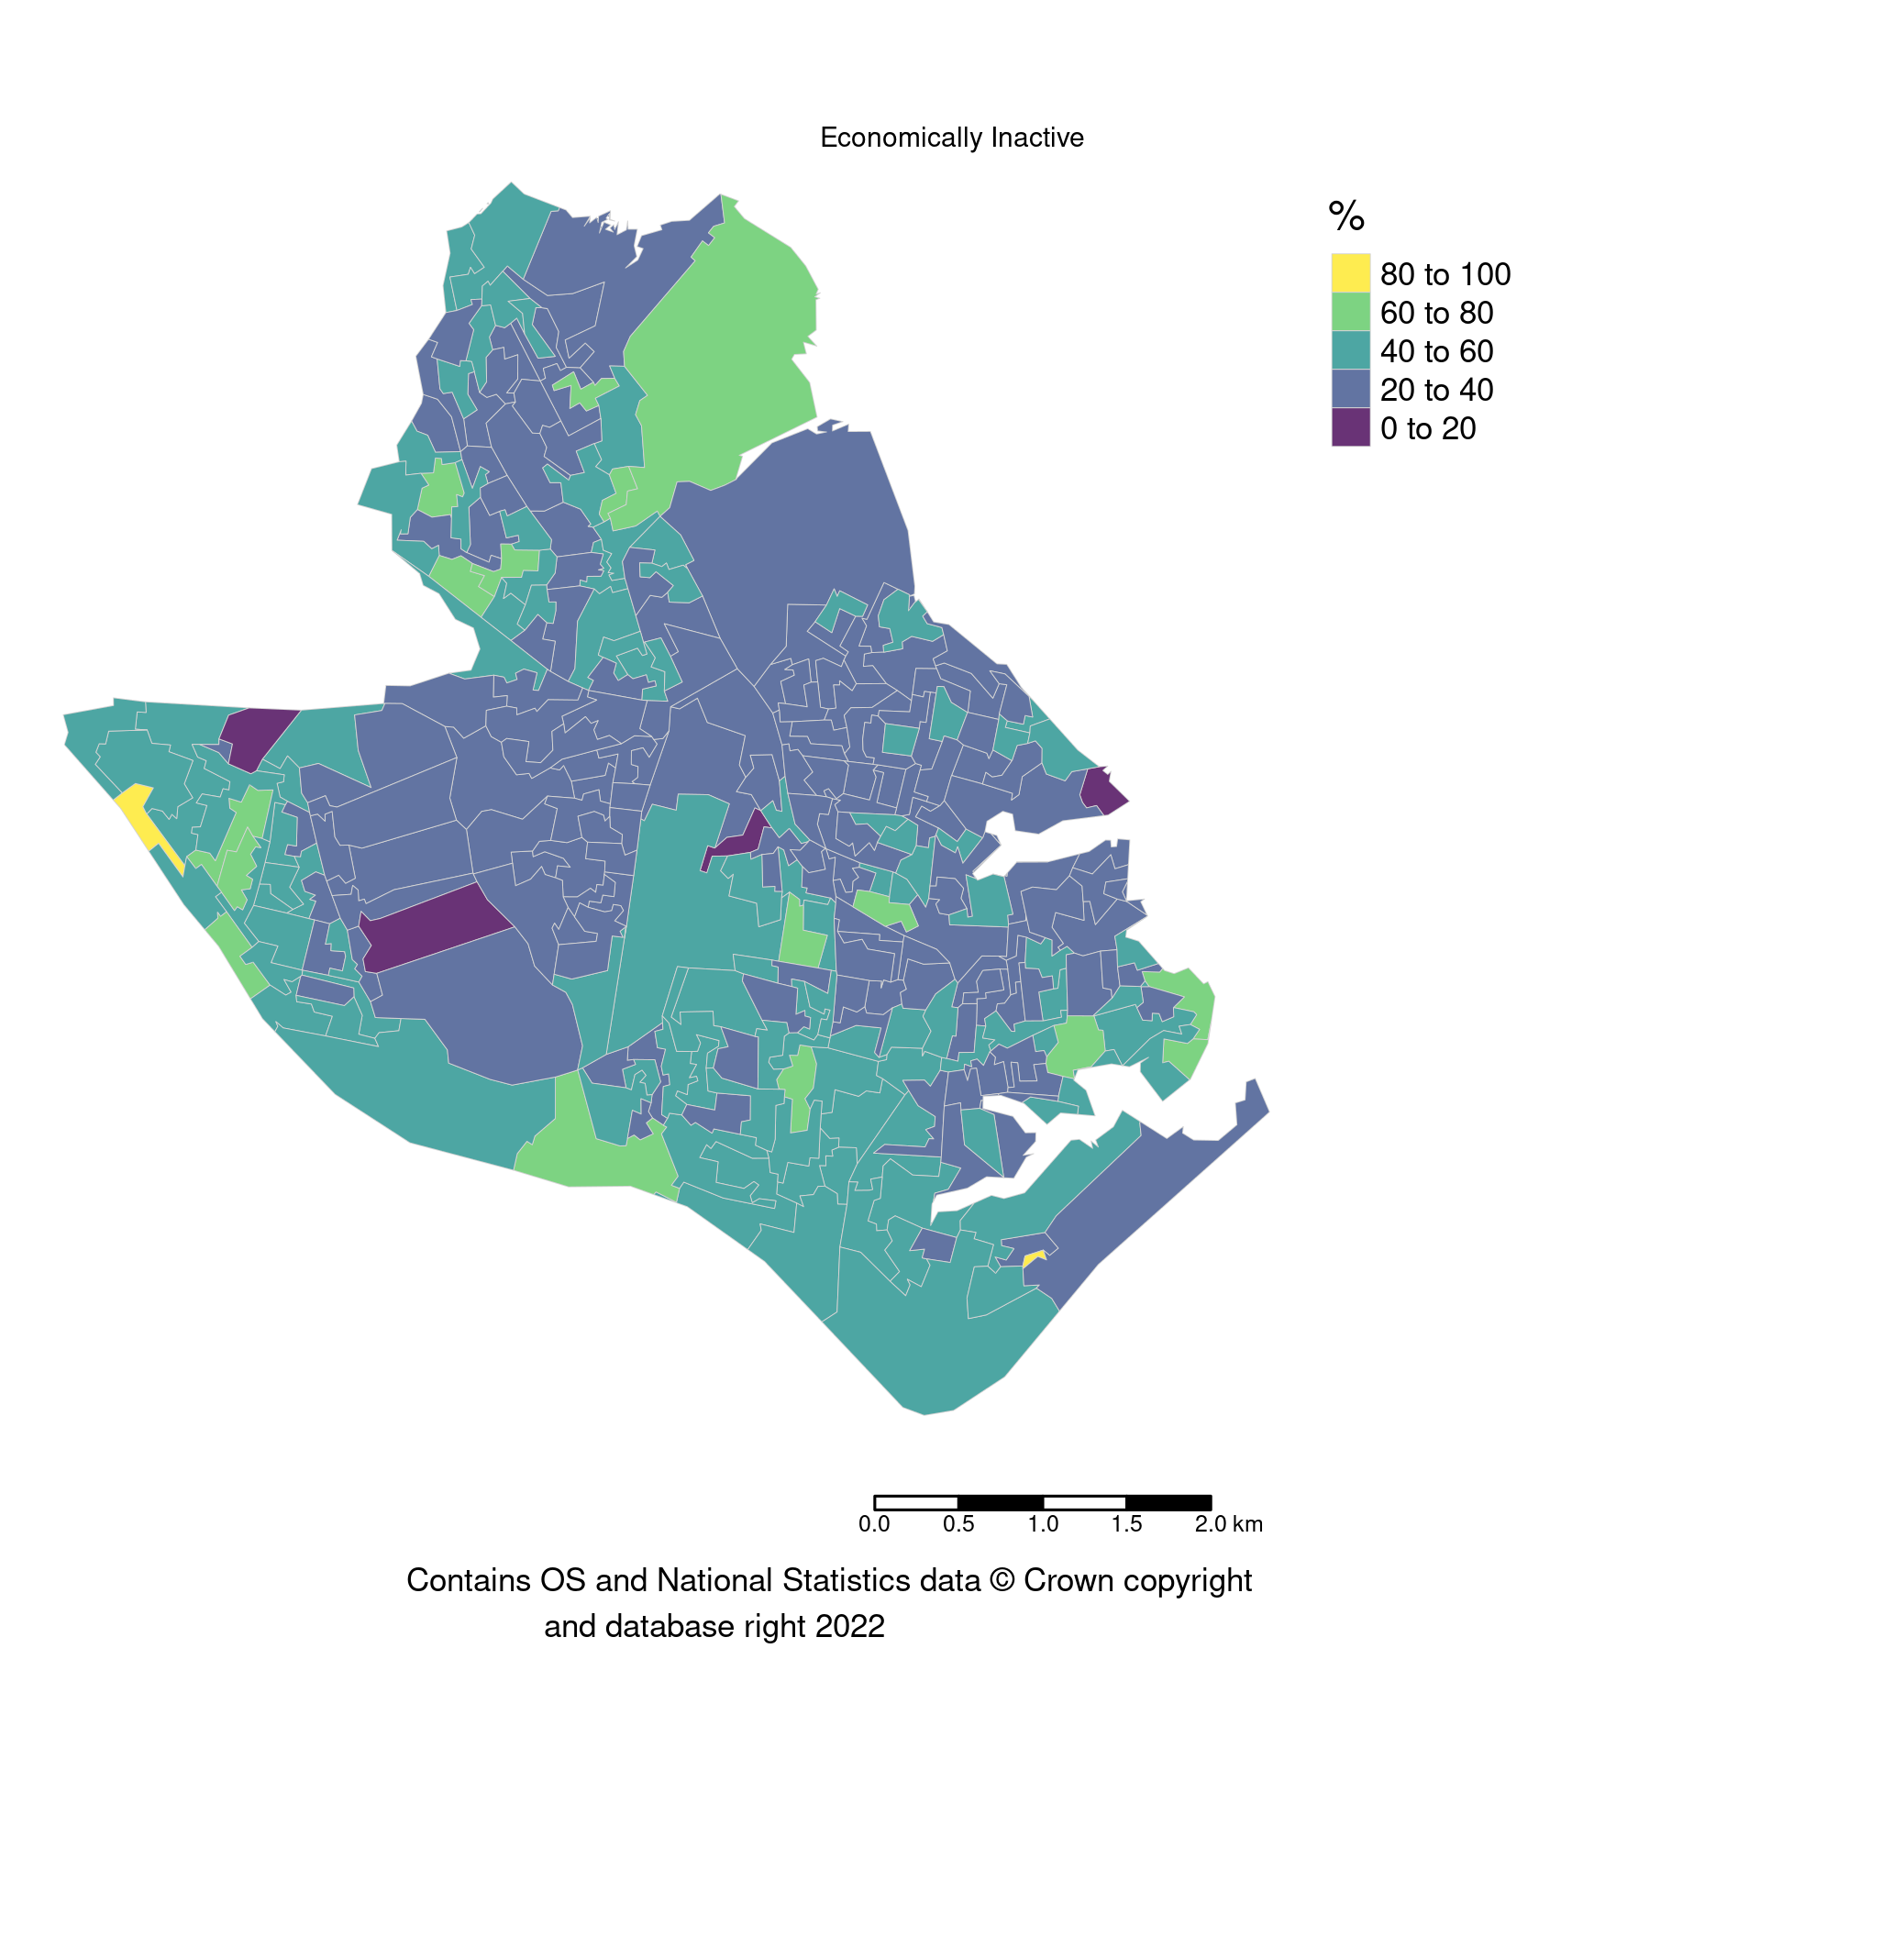 Economically Inactive
%
80 to 100
60 to 80
40 to 60
20 to 40
0 to 20
0.0 0.5 1.0 1.5 2.0 km
Contains OS and National Statistics data © Crown copyright
and database right 2022